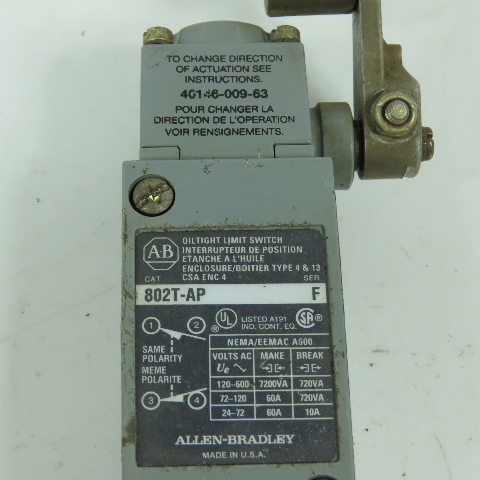 TO CHANGE DIRECTION
OF ACTUATION SEE
INSTRUCTIONS.
40146-009-63
POUR CHANGER LA
DIRECTION DE L'OPERATION
VOIR RENSIGNEMENTS.
A-B
OILTIGHT LIMIT SWITCH
INTERRUPTEUR DE POSITION
ETANCHE A L'HUILE
ENCLOSURE/BOITIER TYPE 4 & 13
CSA ENC 4
CAT SER
802T-AP F
1 2
UL LISTED A191
IND. CONT. EQ. SA
SAME
POLARITY
MÊME
POLARITE
3 4
NEMA/EEMAC A600
VOLTS AC MAKE BREAK
Ue
120-600 7200VA 720VA
72-120 60A 720VA
24-72 60A 10A
ALLEN-BRADLEY
MADE IN U.S.A.